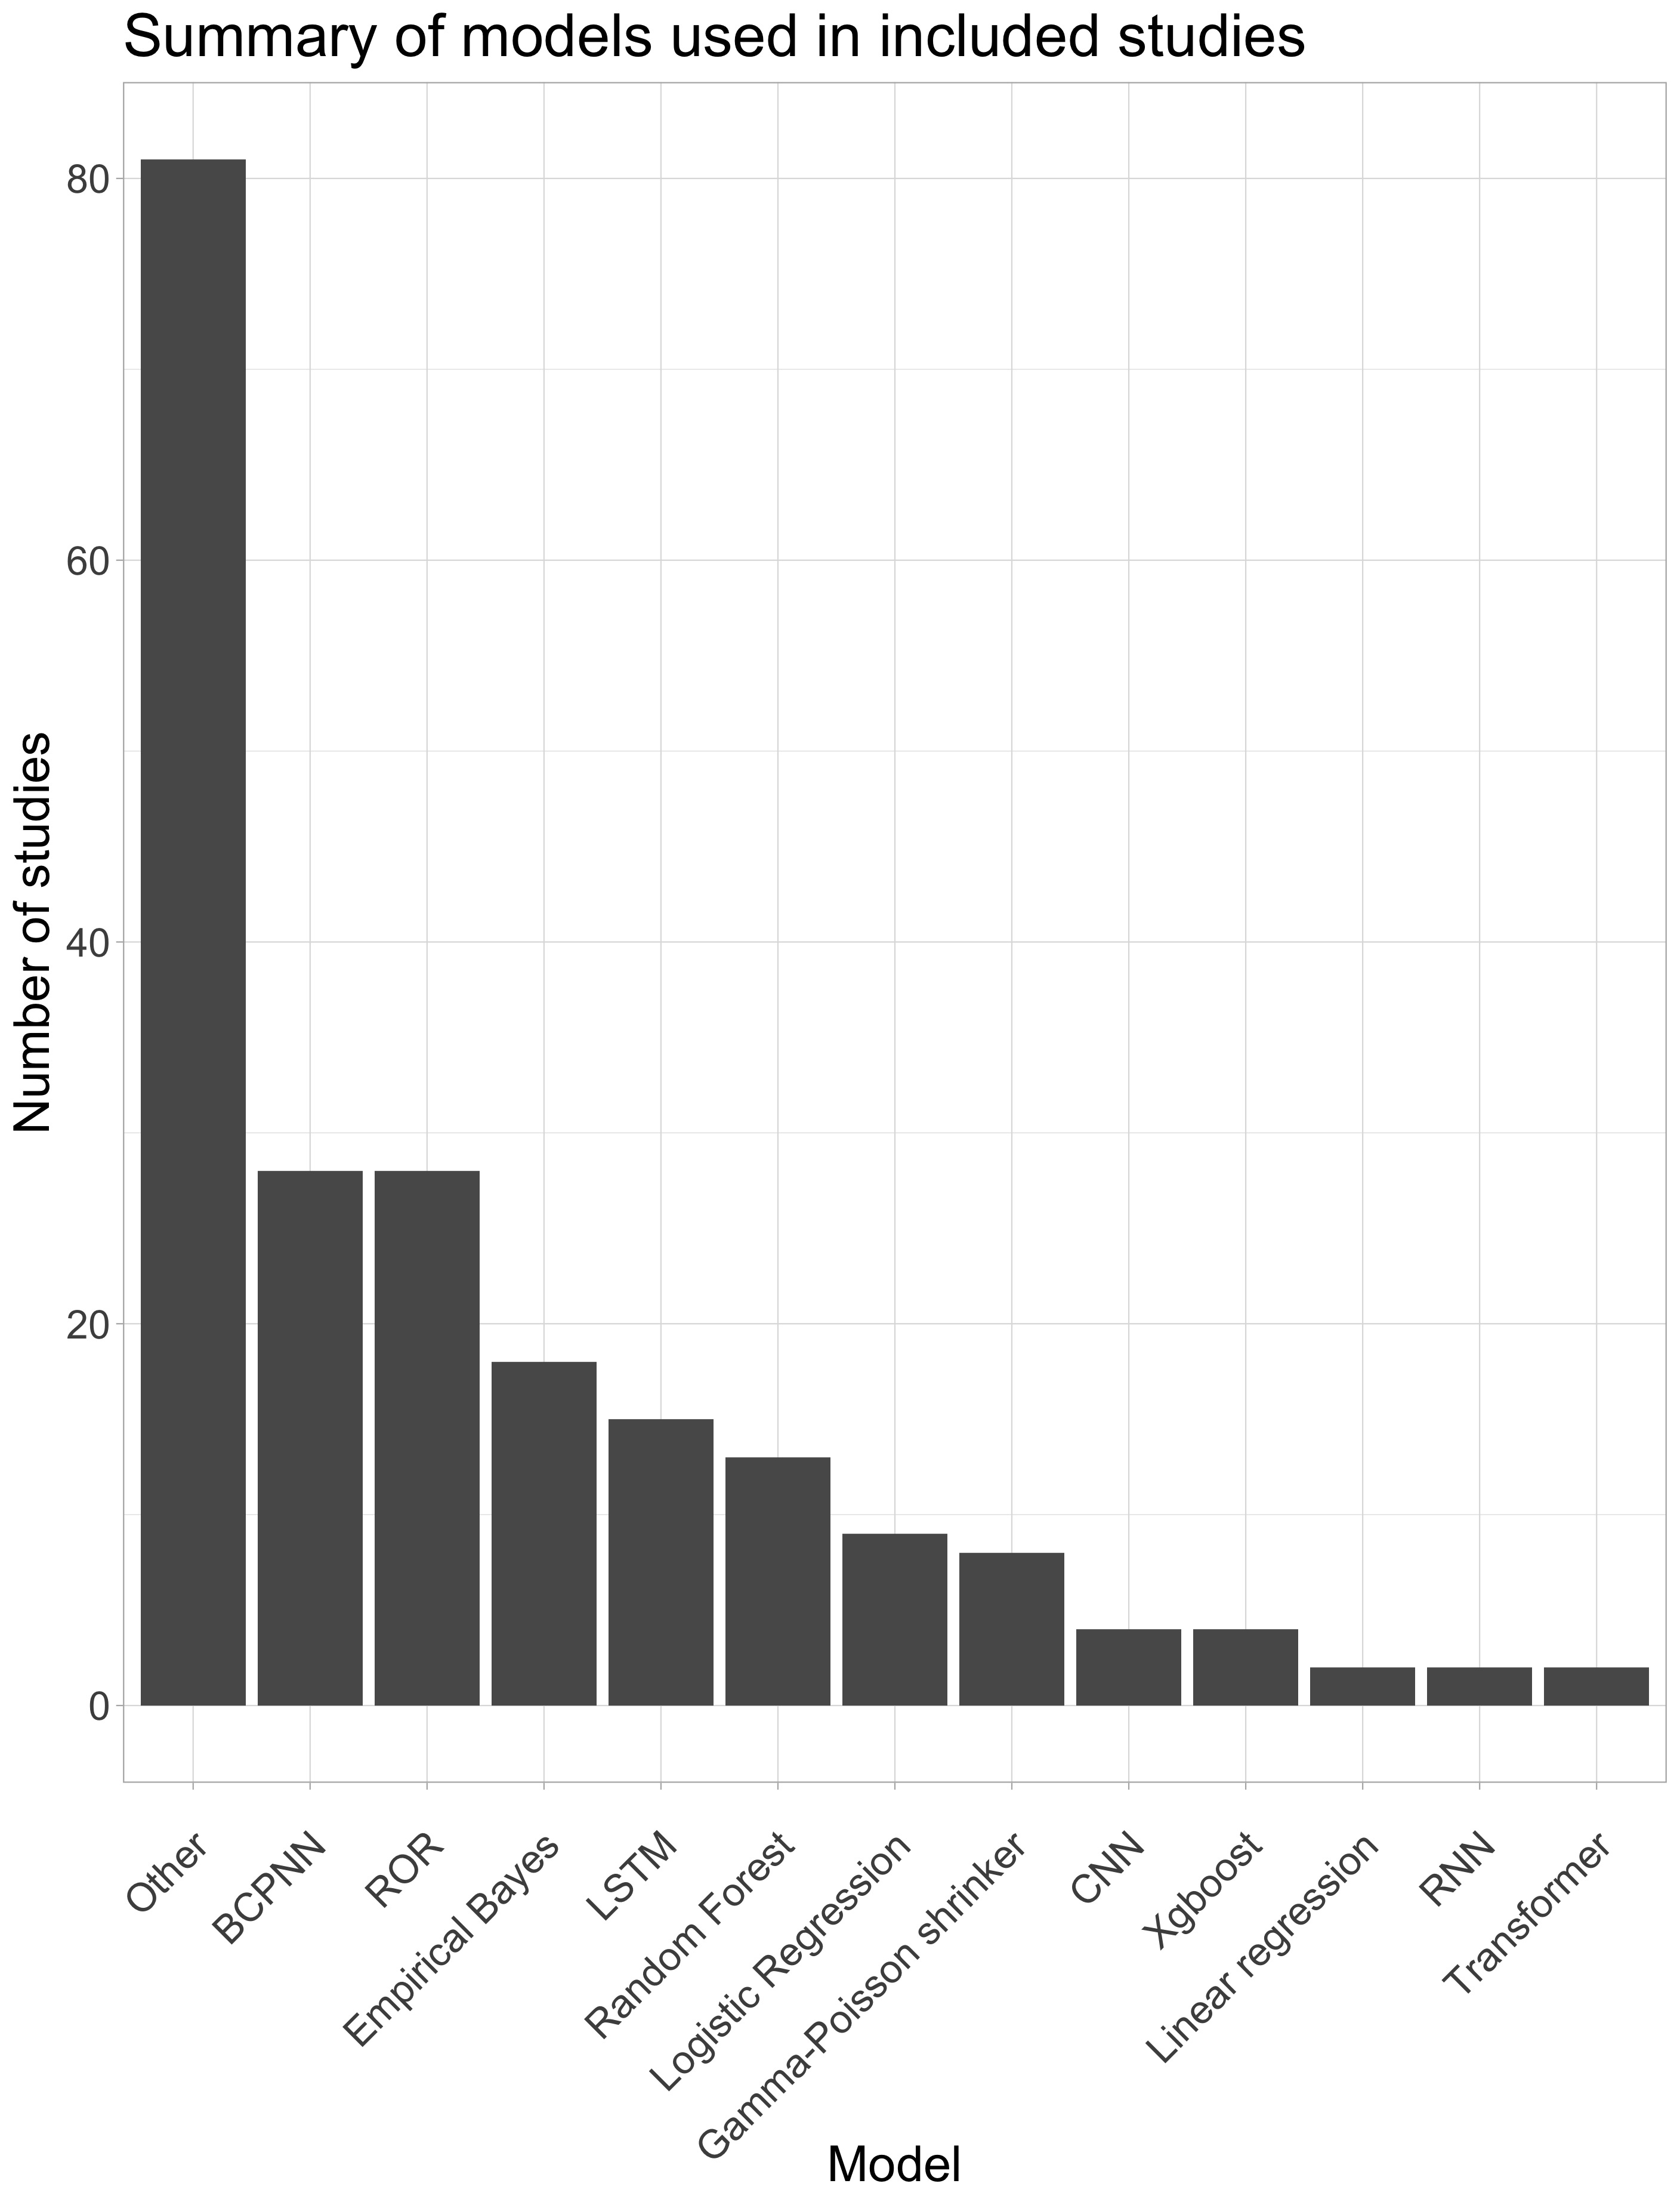 Summary of models used in included studies
Number of studies
80
60
40
20
0
Other
BCPNN
ROR
Empirical Bayes
LSTM
Random Forest
Logistic Regression
Gamma-Poisson shrinker
CNN
Xgboost
Linear regression
RNN
Transformer
Model